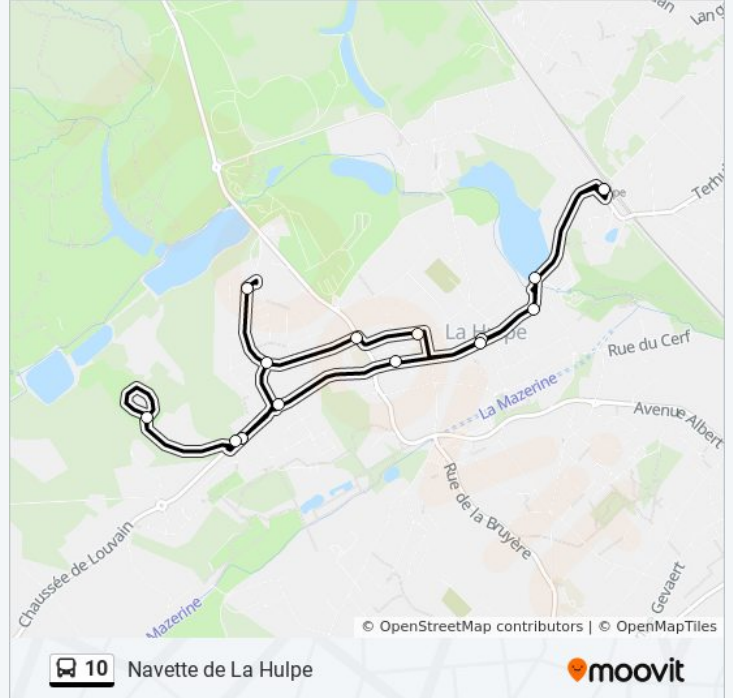 Lang
Terhu
De
La Hulpe
Rue du Cerf
La Mazerine
Avenue Albert
Rue de la Bruyère
Chaussée de Louvain
Mazerine
Gevaert
© OpenStreetMap contributors | © OpenMapTiles
10 Navette de La Hulpe
moovit